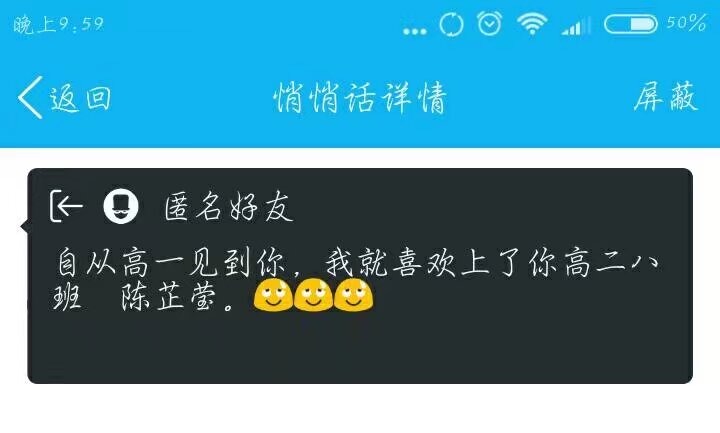 晚上9:59 50%
返回 悄悄话详情 屏蔽
匿名好友
自从高一见到你，我就喜欢上了你高二八
班 陈芷莹。🙄🙄🙄